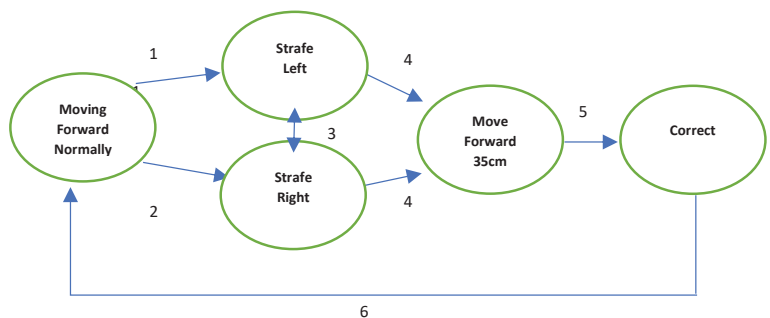 1
Strafe
Left
4
Moving
Forward
Normally
3
Move
Forward
35cm
5
Correct
2
Strafe
Right
4
6